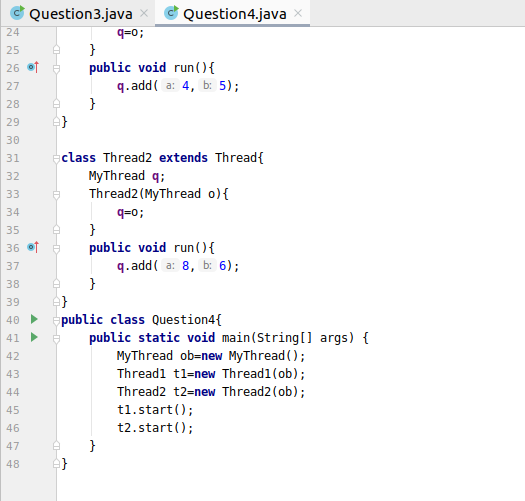 Question3.java × Question4.java ×
24 q=o;
25 }
26 public void run(){
27 q.add( a: 4, b: 5);
28 }
29 }
30
31 class Thread2 extends Thread{
32 MyThread q;
33 Thread2(MyThread o){
34 q=o;
35 }
36 public void run(){
37 q.add( a: 8, b: 6);
38 }
39 }
40 public class Question4{
41 public static void main(String[] args) {
42 MyThread ob=new MyThread();
43 Thread1 t1=new Thread1(ob);
44 Thread2 t2=new Thread2(ob);
45 t1.start();
46 t2.start();
47 }
48 }